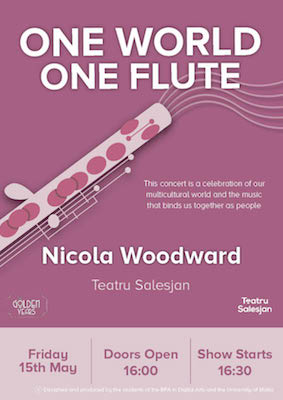 ONE WORLD
ONE FLUTE
This concert is a celebration of our
multicultural world and the music
that binds us together as people
Nicola Woodward
Teatru Salesjan
GOLDEN
YEARS
Teatru
Salesjan
Friday
15th May
Doors Open
16:00
Show Starts
16:30
designed and produced by the students of the BFA in Digital Arts and the University of Malta